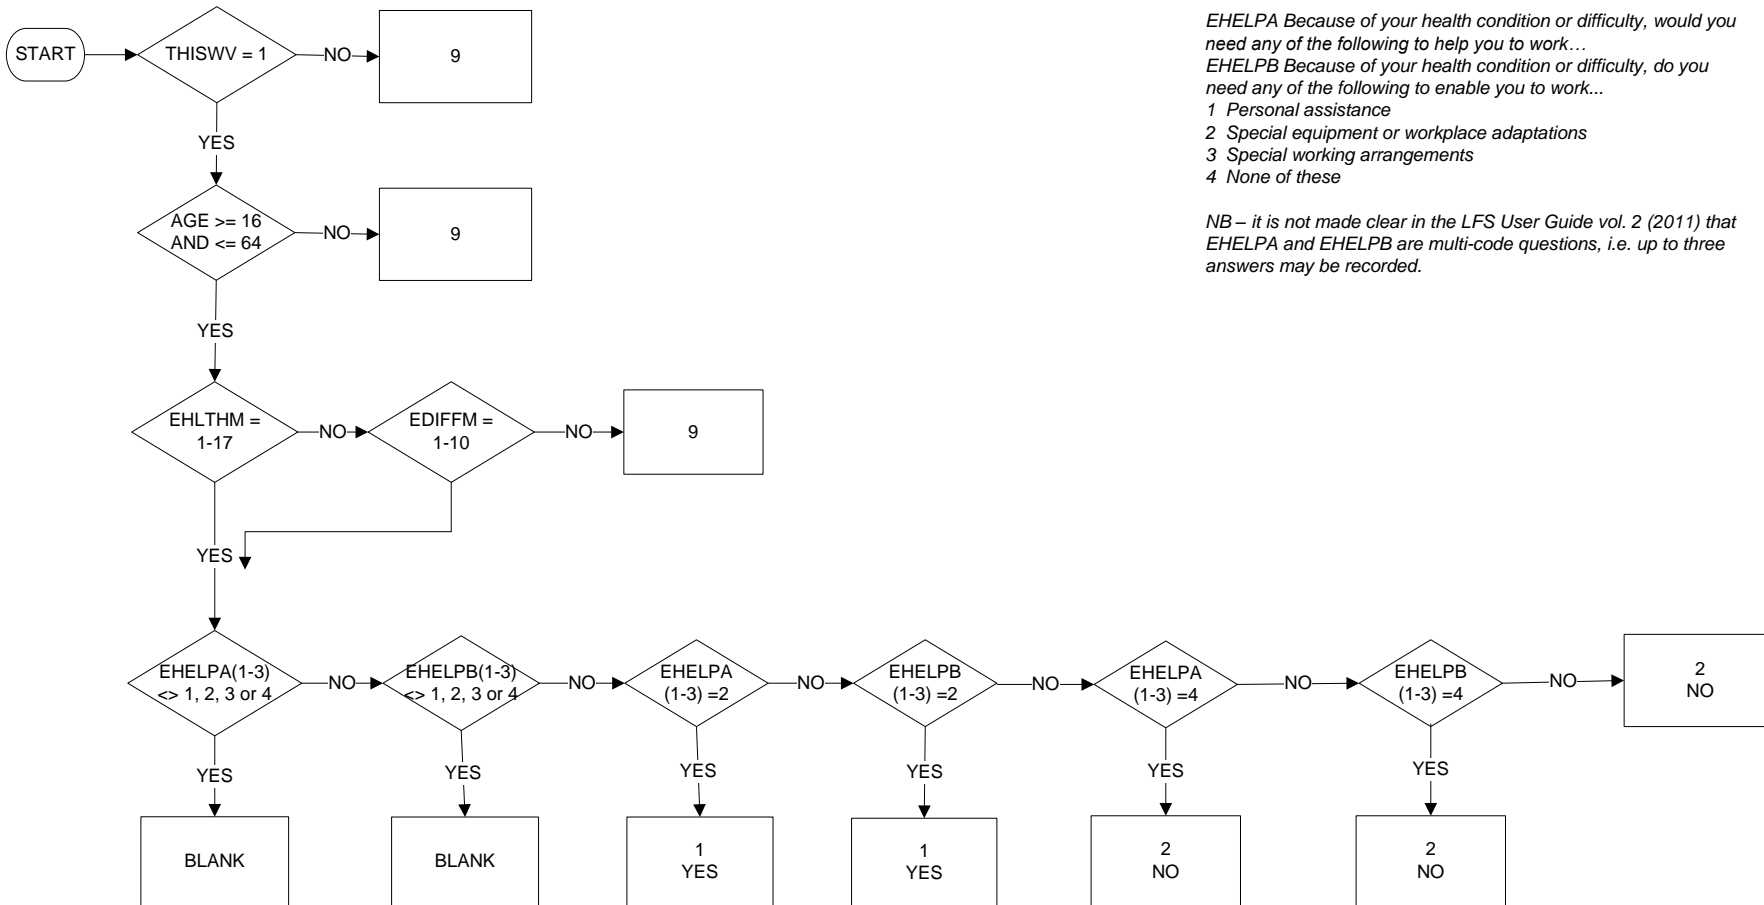 START
THISWV = 1
NO
9
YES
AGE >= 16
AND <= 64
NO
9
YES
EHLTHM =
1-17
NO
EDIFFM =
1-10
NO
9
YES
EHELPA(1-3)
<> 1, 2, 3 or 4
NO
EHELPB(1-3)
<> 1, 2, 3 or 4
NO
EHELPA
(1-3) =2
NO
EHELPB
(1-3) =2
NO
EHELPA
(1-3) =4
NO
EHELPB
(1-3) =4
NO
2
NO
YES
YES
YES
YES
YES
YES
BLANK
BLANK
1
YES
1
YES
2
NO
2
NO
EHELPA Because of your health condition or difficulty, would you
need any of the following to help you to work…
EHELPB Because of your health condition or difficulty, do you
need any of the following to enable you to work...
1 Personal assistance
2 Special equipment or workplace adaptations
3 Special working arrangements
4 None of these
NB – it is not made clear in the LFS User Guide vol. 2 (2011) that
EHELPA and EHELPB are multi-code questions, i.e. up to three
answers may be recorded.